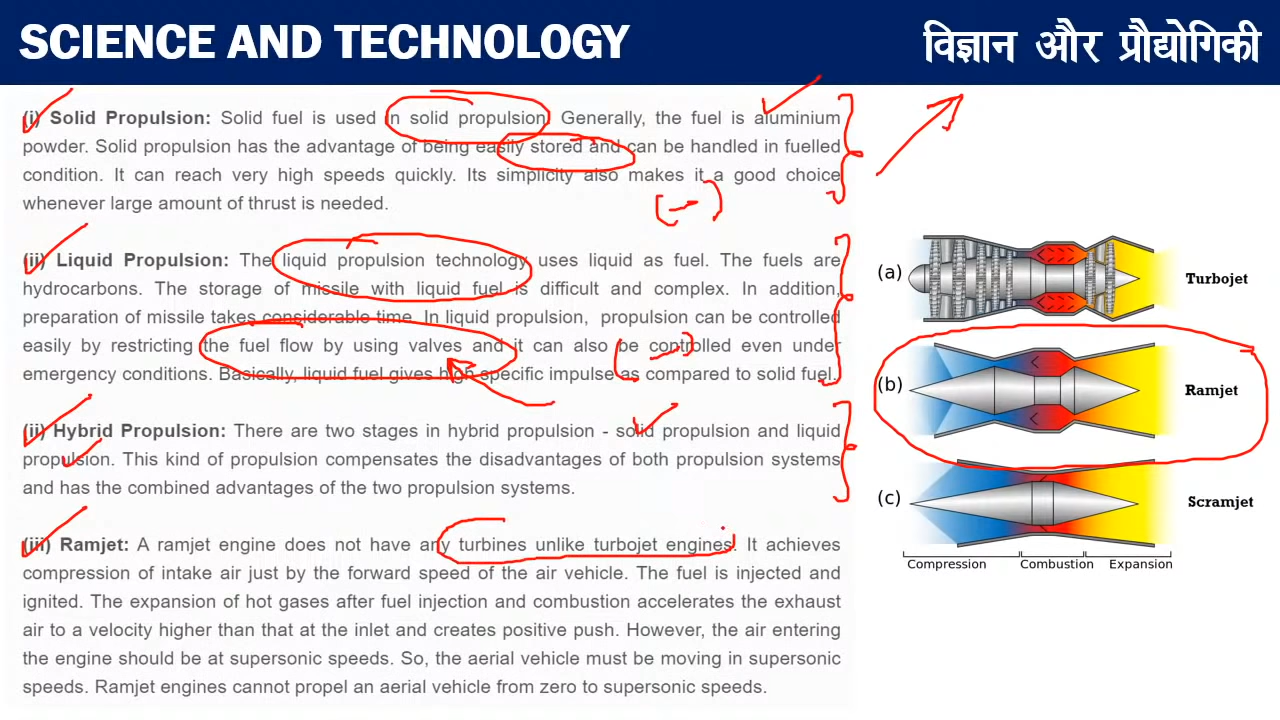 SCIENCE AND TECHNOLOGY
विज्ञान और प्रौद्योगिकी
(i) Solid Propulsion: Solid fuel is used in solid propulsion. Generally, the fuel is aluminium
powder. Solid propulsion has the advantage of being easily stored and can be handled in fuelled
condition. It can reach very high speeds quickly. Its simplicity also makes it a good choice
whenever large amount of thrust is needed.
(ii) Liquid Propulsion: The liquid propulsion technology uses liquid as fuel. The fuels are
hydrocarbons. The storage of missile with liquid fuel is difficult and complex. In addition,
preparation of missile takes considerable time. In liquid propulsion, propulsion can be controlled
easily by restricting the fuel flow by using valves and it can also be controlled even under
emergency conditions. Basically, liquid fuel gives high specific impulse as compared to solid fuel.
(ii) Hybrid Propulsion: There are two stages in hybrid propulsion - solid propulsion and liquid
propulsion. This kind of propulsion compensates the disadvantages of both propulsion systems
and has the combined advantages of the two propulsion systems.
(iii) Ramjet: A ramjet engine does not have any turbines unlike turbojet engines. It achieves
compression of intake air just by the forward speed of the air vehicle. The fuel is injected and
ignited. The expansion of hot gases after fuel injection and combustion accelerates the exhaust
air to a velocity higher than that at the inlet and creates positive push. However, the air entering
the engine should be at supersonic speeds. So, the aerial vehicle must be moving in supersonic
speeds. Ramjet engines cannot propel an aerial vehicle from zero to supersonic speeds.
(a) Turbojet
(b) Ramjet
(c) Scramjet
Compression Combustion Expansion